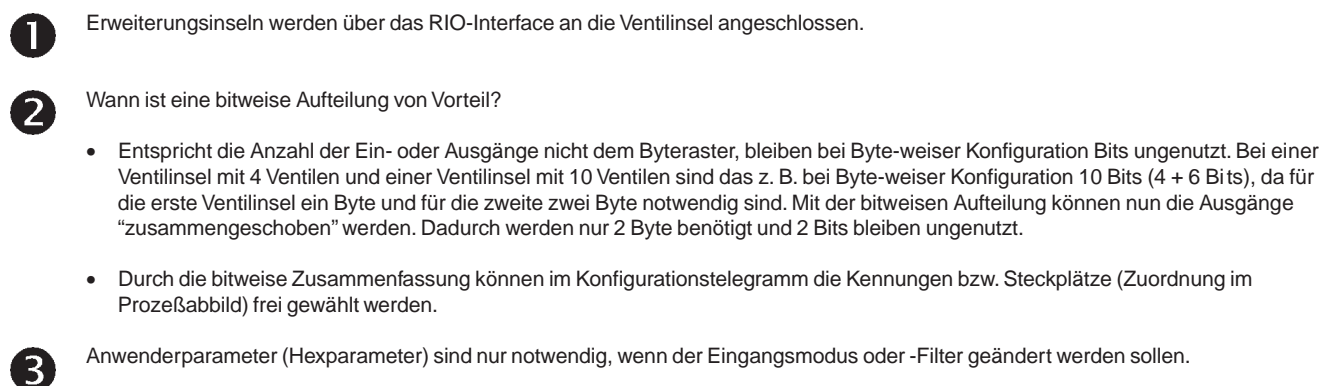 1 Erweiterungsinseln werden über das RIO-Interface an die Ventilinsel angeschlossen.
2 Wann ist eine bitweise Aufteilung von Vorteil?
• Entspricht die Anzahl der Ein- oder Ausgänge nicht dem Byteraster, bleiben bei Byte-weiser Konfiguration Bits ungenutzt. Bei einer
Ventilinsel mit 4 Ventilen und einer Ventilinsel mit 10 Ventilen sind das z. B. bei Byte-weiser Konfiguration 10 Bits (4 + 6 Bits), da für
die erste Ventilinsel ein Byte und für die zweite zwei Byte notwendig sind. Mit der bitweisen Aufteilung können nun die Ausgänge
“zusammengeschoben” werden. Dadurch werden nur 2 Byte benötigt und 2 Bits bleiben ungenutzt.
• Durch die bitweise Zusammenfassung können im Konfigurationstelegramm die Kennungen bzw. Steckplätze (Zuordnung im
Prozeßabbild) frei gewählt werden.
3 Anwenderparameter (Hexparameter) sind nur notwendig, wenn der Eingangsmodus oder -Filter geändert werden sollen.